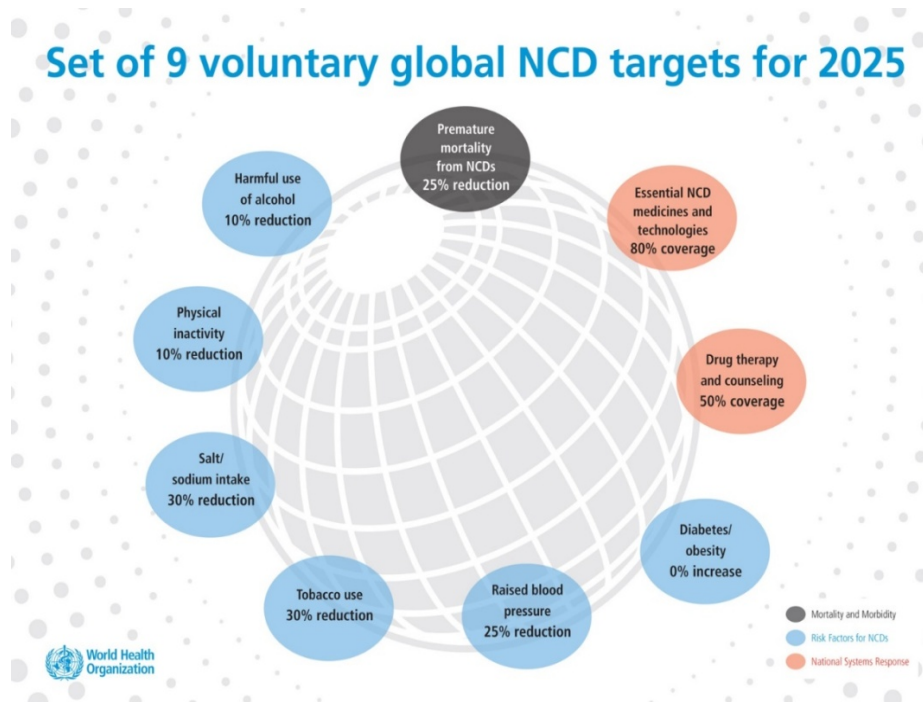 Set of 9 voluntary global NCD targets for 2025
Premature
mortality
from NCDs
25% reduction
Harmful use
of alcohol
10% reduction
Essential NCD
medicines and
technologies
80% coverage
Physical
inactivity
10% reduction
Drug therapy
and counseling
50% coverage
Salt/
sodium intake
30% reduction
Diabetes/
obesity
0% increase
Tobacco use
30% reduction
Raised blood
pressure
25% reduction
Mortality and Morbidity
Risk Factors for NCDs
National Systems Response
World Health
Organization